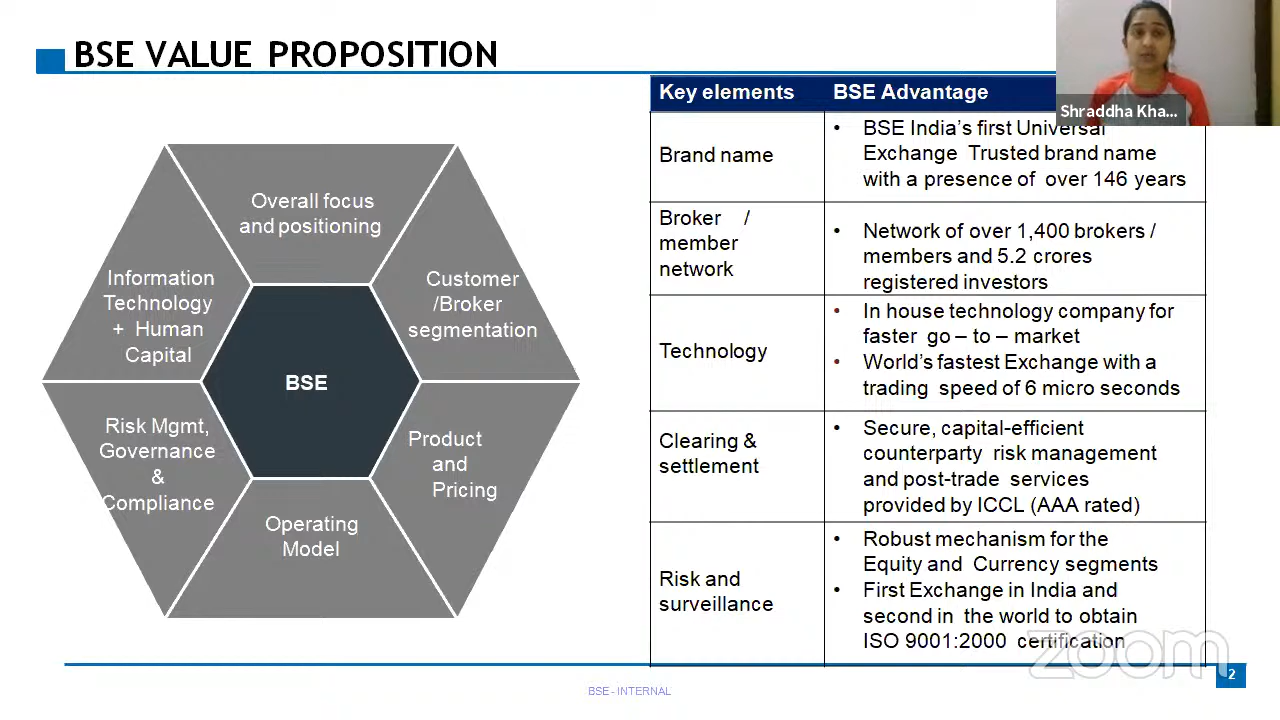 BSE VALUE PROPOSITION
Shraddha Kha...
Overall focus
and positioning
Information
Technology
+ Human
Capital
Customer
/Broker
segmentation
BSE
Risk Mgmt,
Governance
&
Compliance
Product
and
Pricing
Operating
Model
Key elements BSE Advantage
Brand name
• BSE India's first Universal
Exchange Trusted brand name
with a presence of over 146 years
Broker /
member
network
• Network of over 1,400 brokers /
members and 5.2 crores
registered investors
Technology
• In house technology company for
faster go – to – market
• World's fastest Exchange with a
trading speed of 6 micro seconds
Clearing &
settlement
• Secure, capital-efficient
counterparty risk management
and post-trade services
provided by ICCL (AAA rated)
Risk and
surveillance
• Robust mechanism for the
Equity and Currency segments
• First Exchange in India and
second in the world to obtain
ISO 9001:2000 certification
zoom
2
BSE - INTERNAL